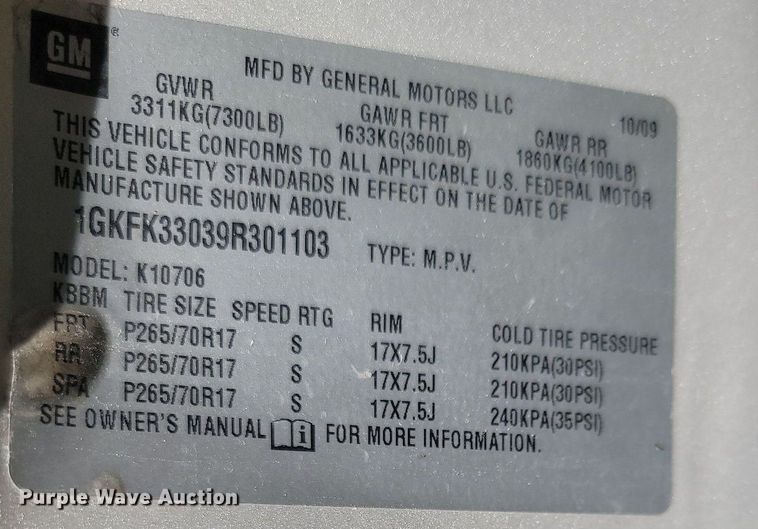 GM®
MFD BY GENERAL MOTORS LLC 10/09
GVWR GAWR FRT GAWR RR
3311KG(7300LB) 1633KG(3600LB) 1860KG(4100LB)
THIS VEHICLE CONFORMS TO ALL APPLICABLE U.S. FEDERAL MOTOR
VEHICLE SAFETY STANDARDS IN EFFECT ON THE DATE OF
MANUFACTURE SHOWN ABOVE.
1GKFK33039R301103 TYPE: M.P.V.
MODEL: K10706
KBBM TIRE SIZE SPEED RTG RIM COLD TIRE PRESSURE
FRT P265/70R17 S 17X7.5J 210KPA(30PSI)
RR P265/70R17 S 17X7.5J 210KPA(30PSI)
SPA P265/70R17 S 17X7.5J 240KPA(35PSI)
SEE OWNER'S MANUAL i FOR MORE INFORMATION.
Purple Wave Auction